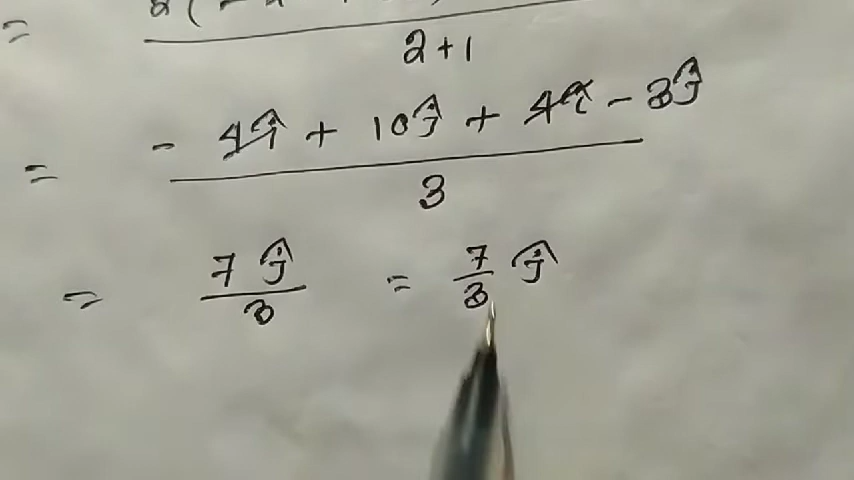 =
2 + 1
= - 4î + 10ĵ + 4î - 3ĵ
3
= 7ĵ / 3 = 7/3 ĵ